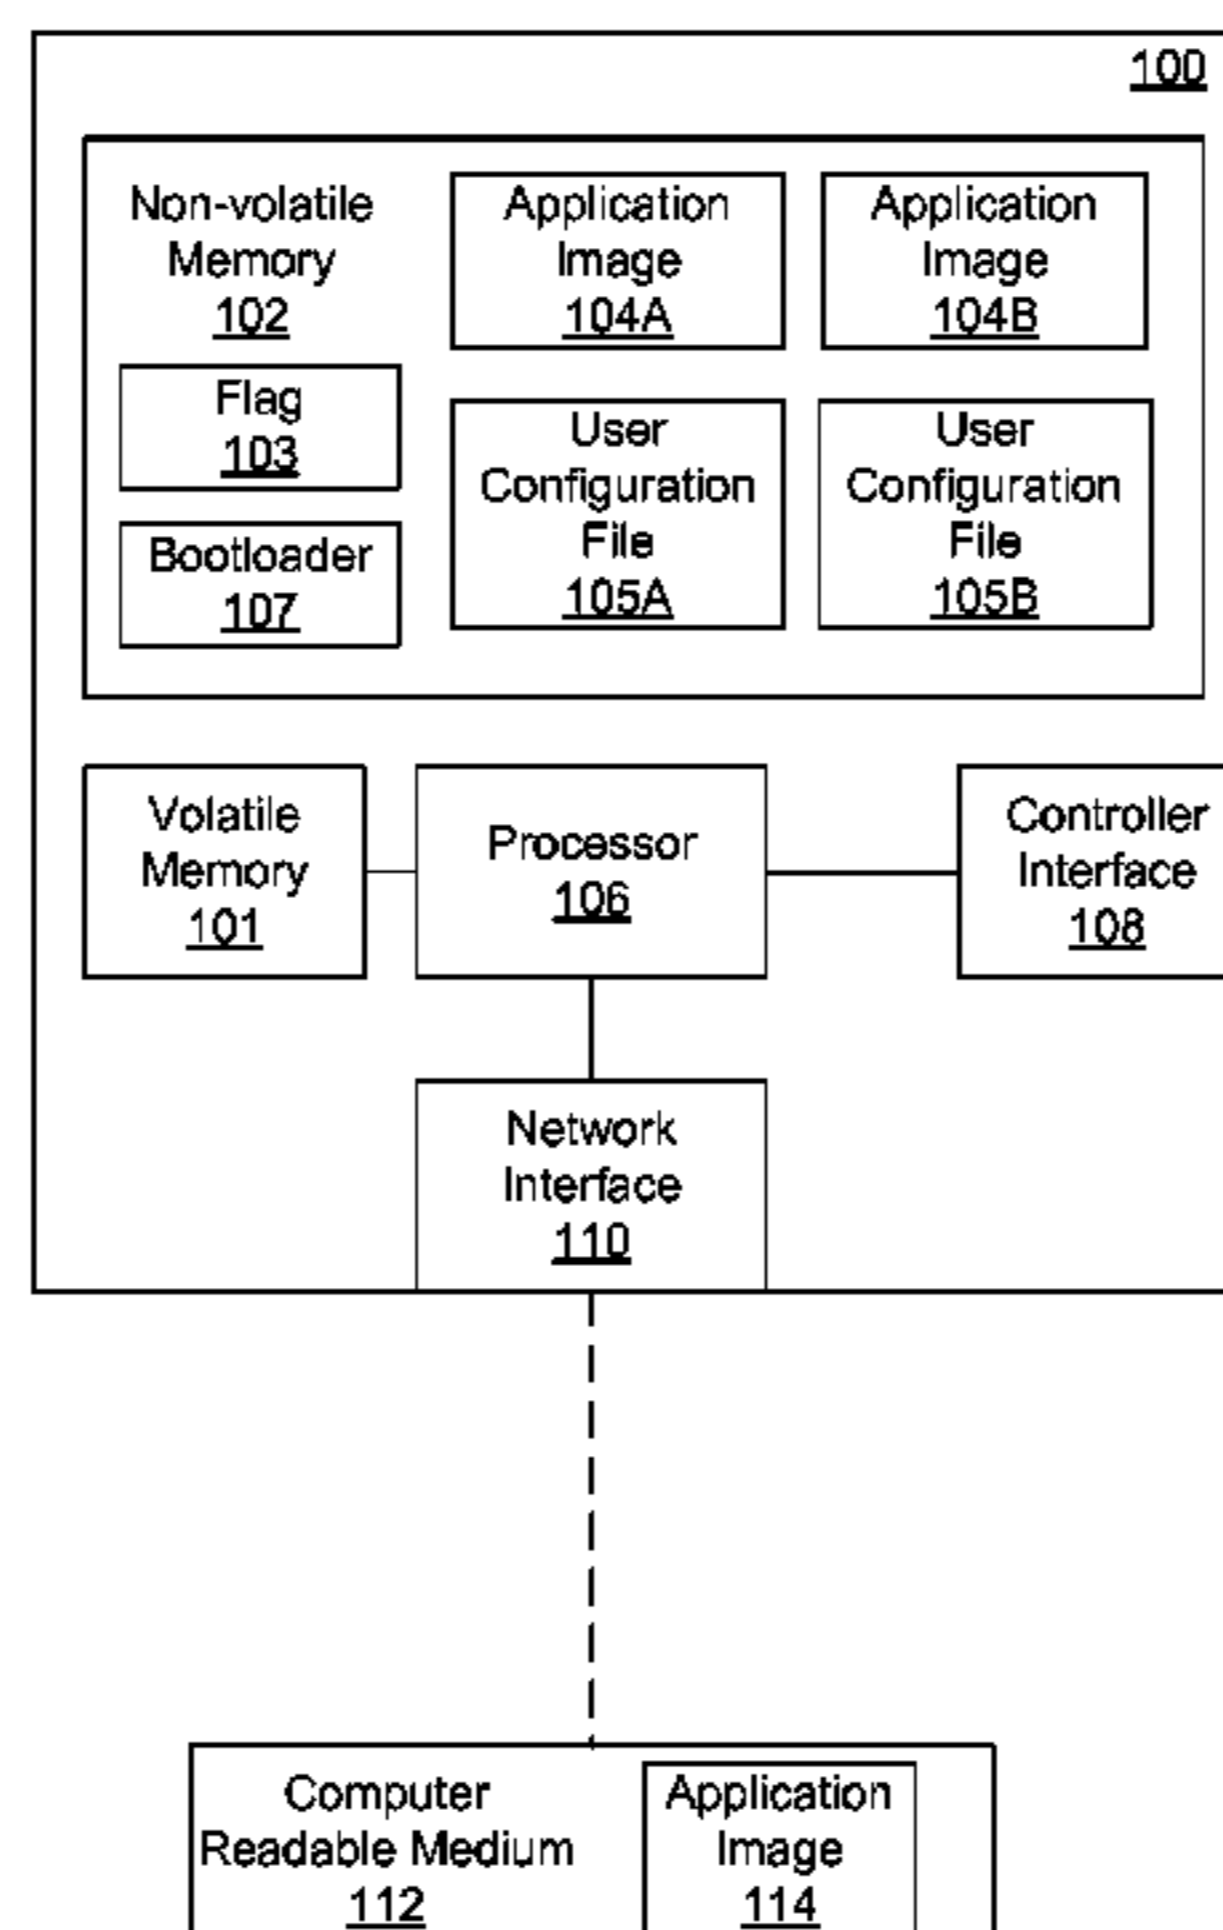 100
Non-volatile
Memory
102
Application
Image
104A
Application
Image
104B
Flag
103
User
Configuration
File
105A
User
Configuration
File
105B
Bootloader
107
Volatile
Memory
101
Processor
106
Controller
Interface
108
Network
Interface
110
Computer
Readable Medium
112
Application
Image
114